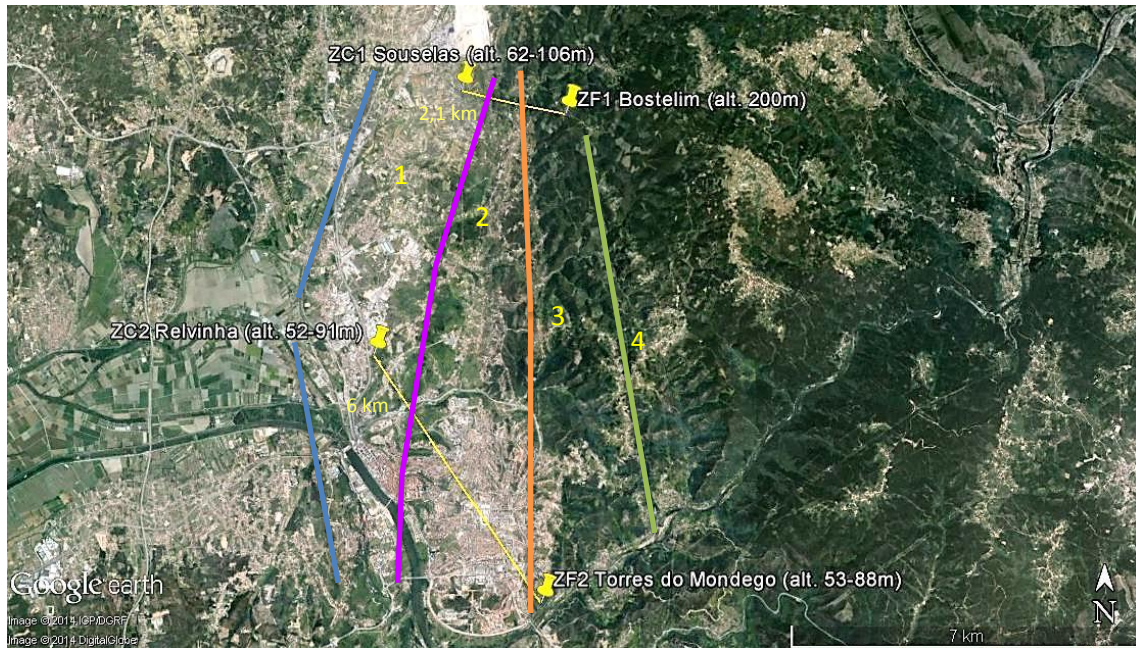 ZC1 Souselas (alt. 62-106m)
ZF1 Bostelim (alt. 200m)
2,1 km
1
2
3
4
ZC2 Relvinha (alt. 52-91m)
6 km
ZF2 Torres do Mondego (alt. 53-88m)
Google earth
Image © 2014 IGP/DGRF
Image © 2014 DigitalGlobe
N
7 km